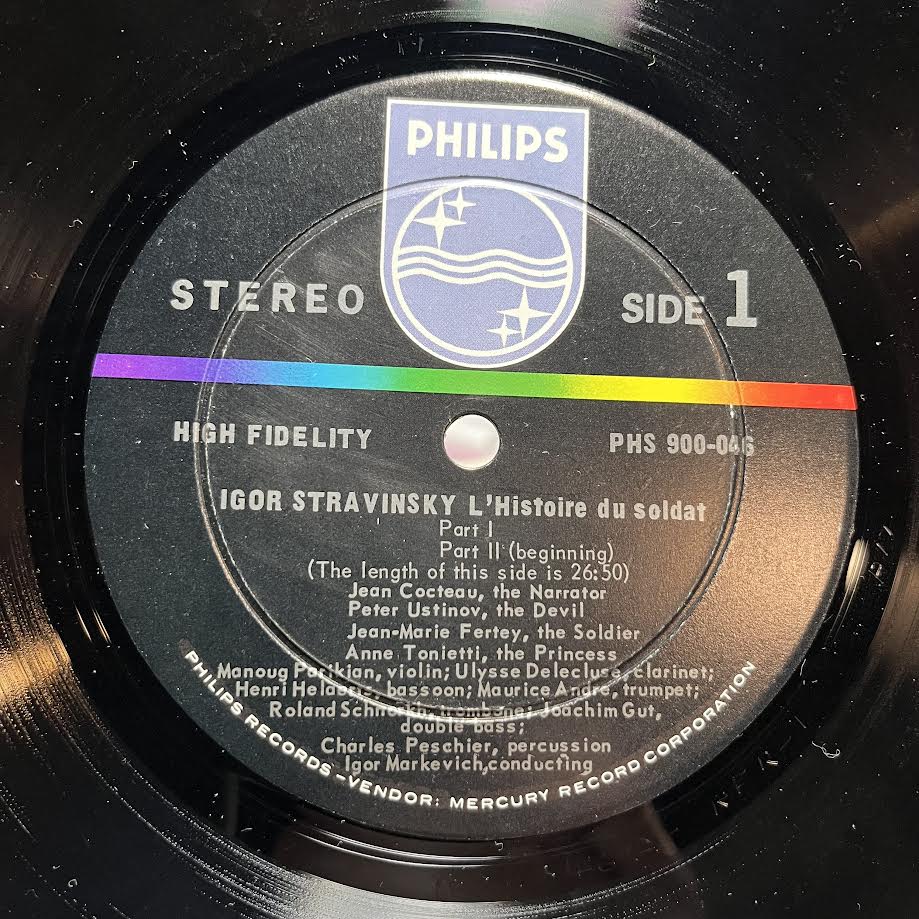 PHILIPS
STEREO
SIDE 1
HIGH FIDELITY
PHS 900-046
IGOR STRAVINSKY L'Histoire du soldat
Part I
Part II (beginning)
(The length of this side is 26:50)
Jean Cocteau, the Narrator
Peter Ustinov, the Devil
Jean-Marie Fertey, the Soldier
Anne Tonietti, the Princess
Manoug Parikian, violin; Ulysse Delecluse, clarinet;
Henri Helaerts, bassoon; Maurice Andre, trumpet;
Roland Schnorkh, trombone; Joachim Gut,
double bass;
Charles Peschier, percussion
Igor Markevich,conducting
PHILIPS RECORDS-VENDOR: MERCURY RECORD CORPORATION